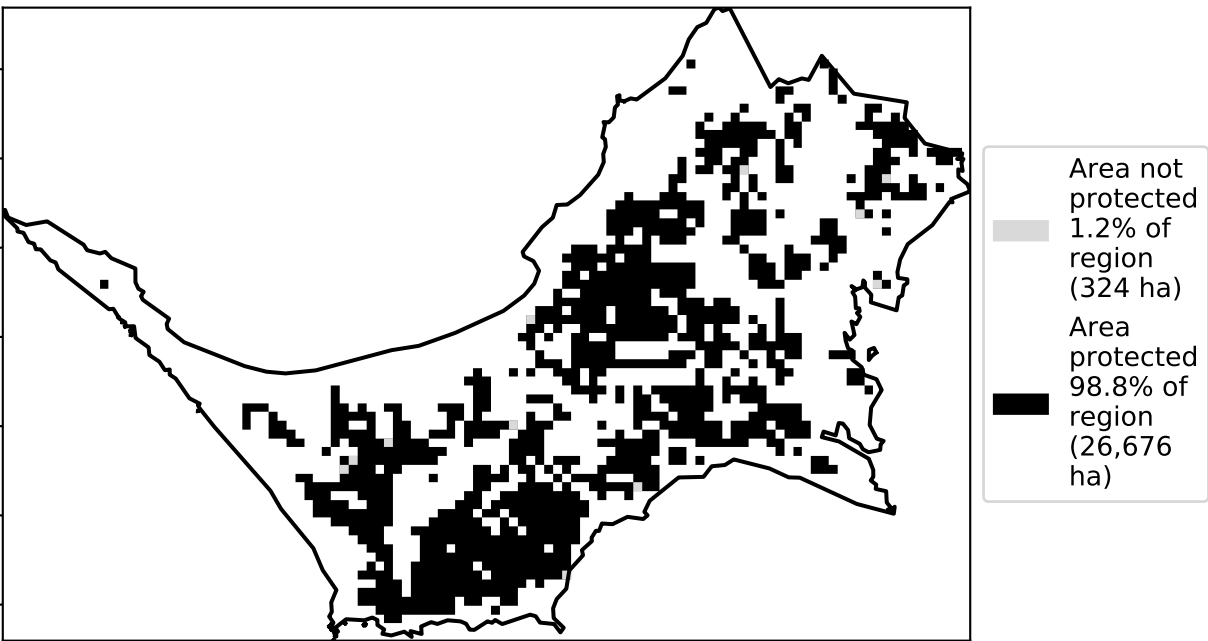 Area not
protected
1.2% of
region
(324 ha)
Area
protected
98.8% of
region
(26,676
ha)